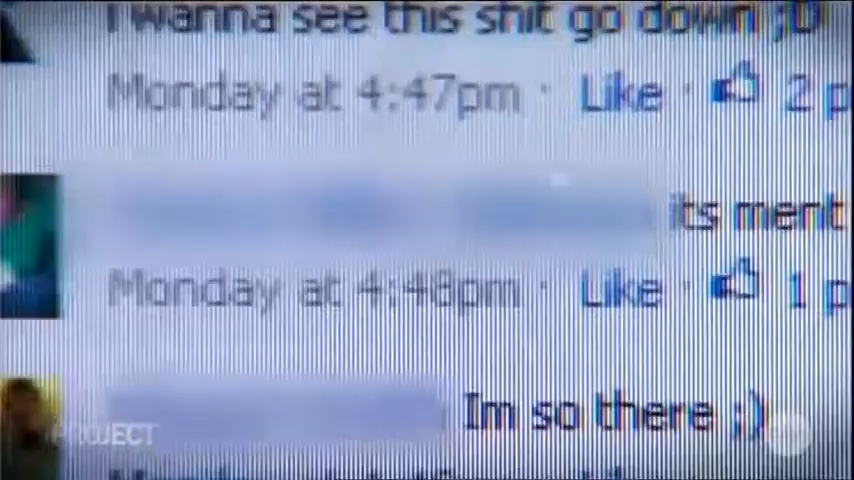 I wanna see this shit go down ;D
Monday at 4:47pm · Like · 2 p
its ment
Monday at 4:48pm · Like · 1 p
Im so there ;)
PROJECT